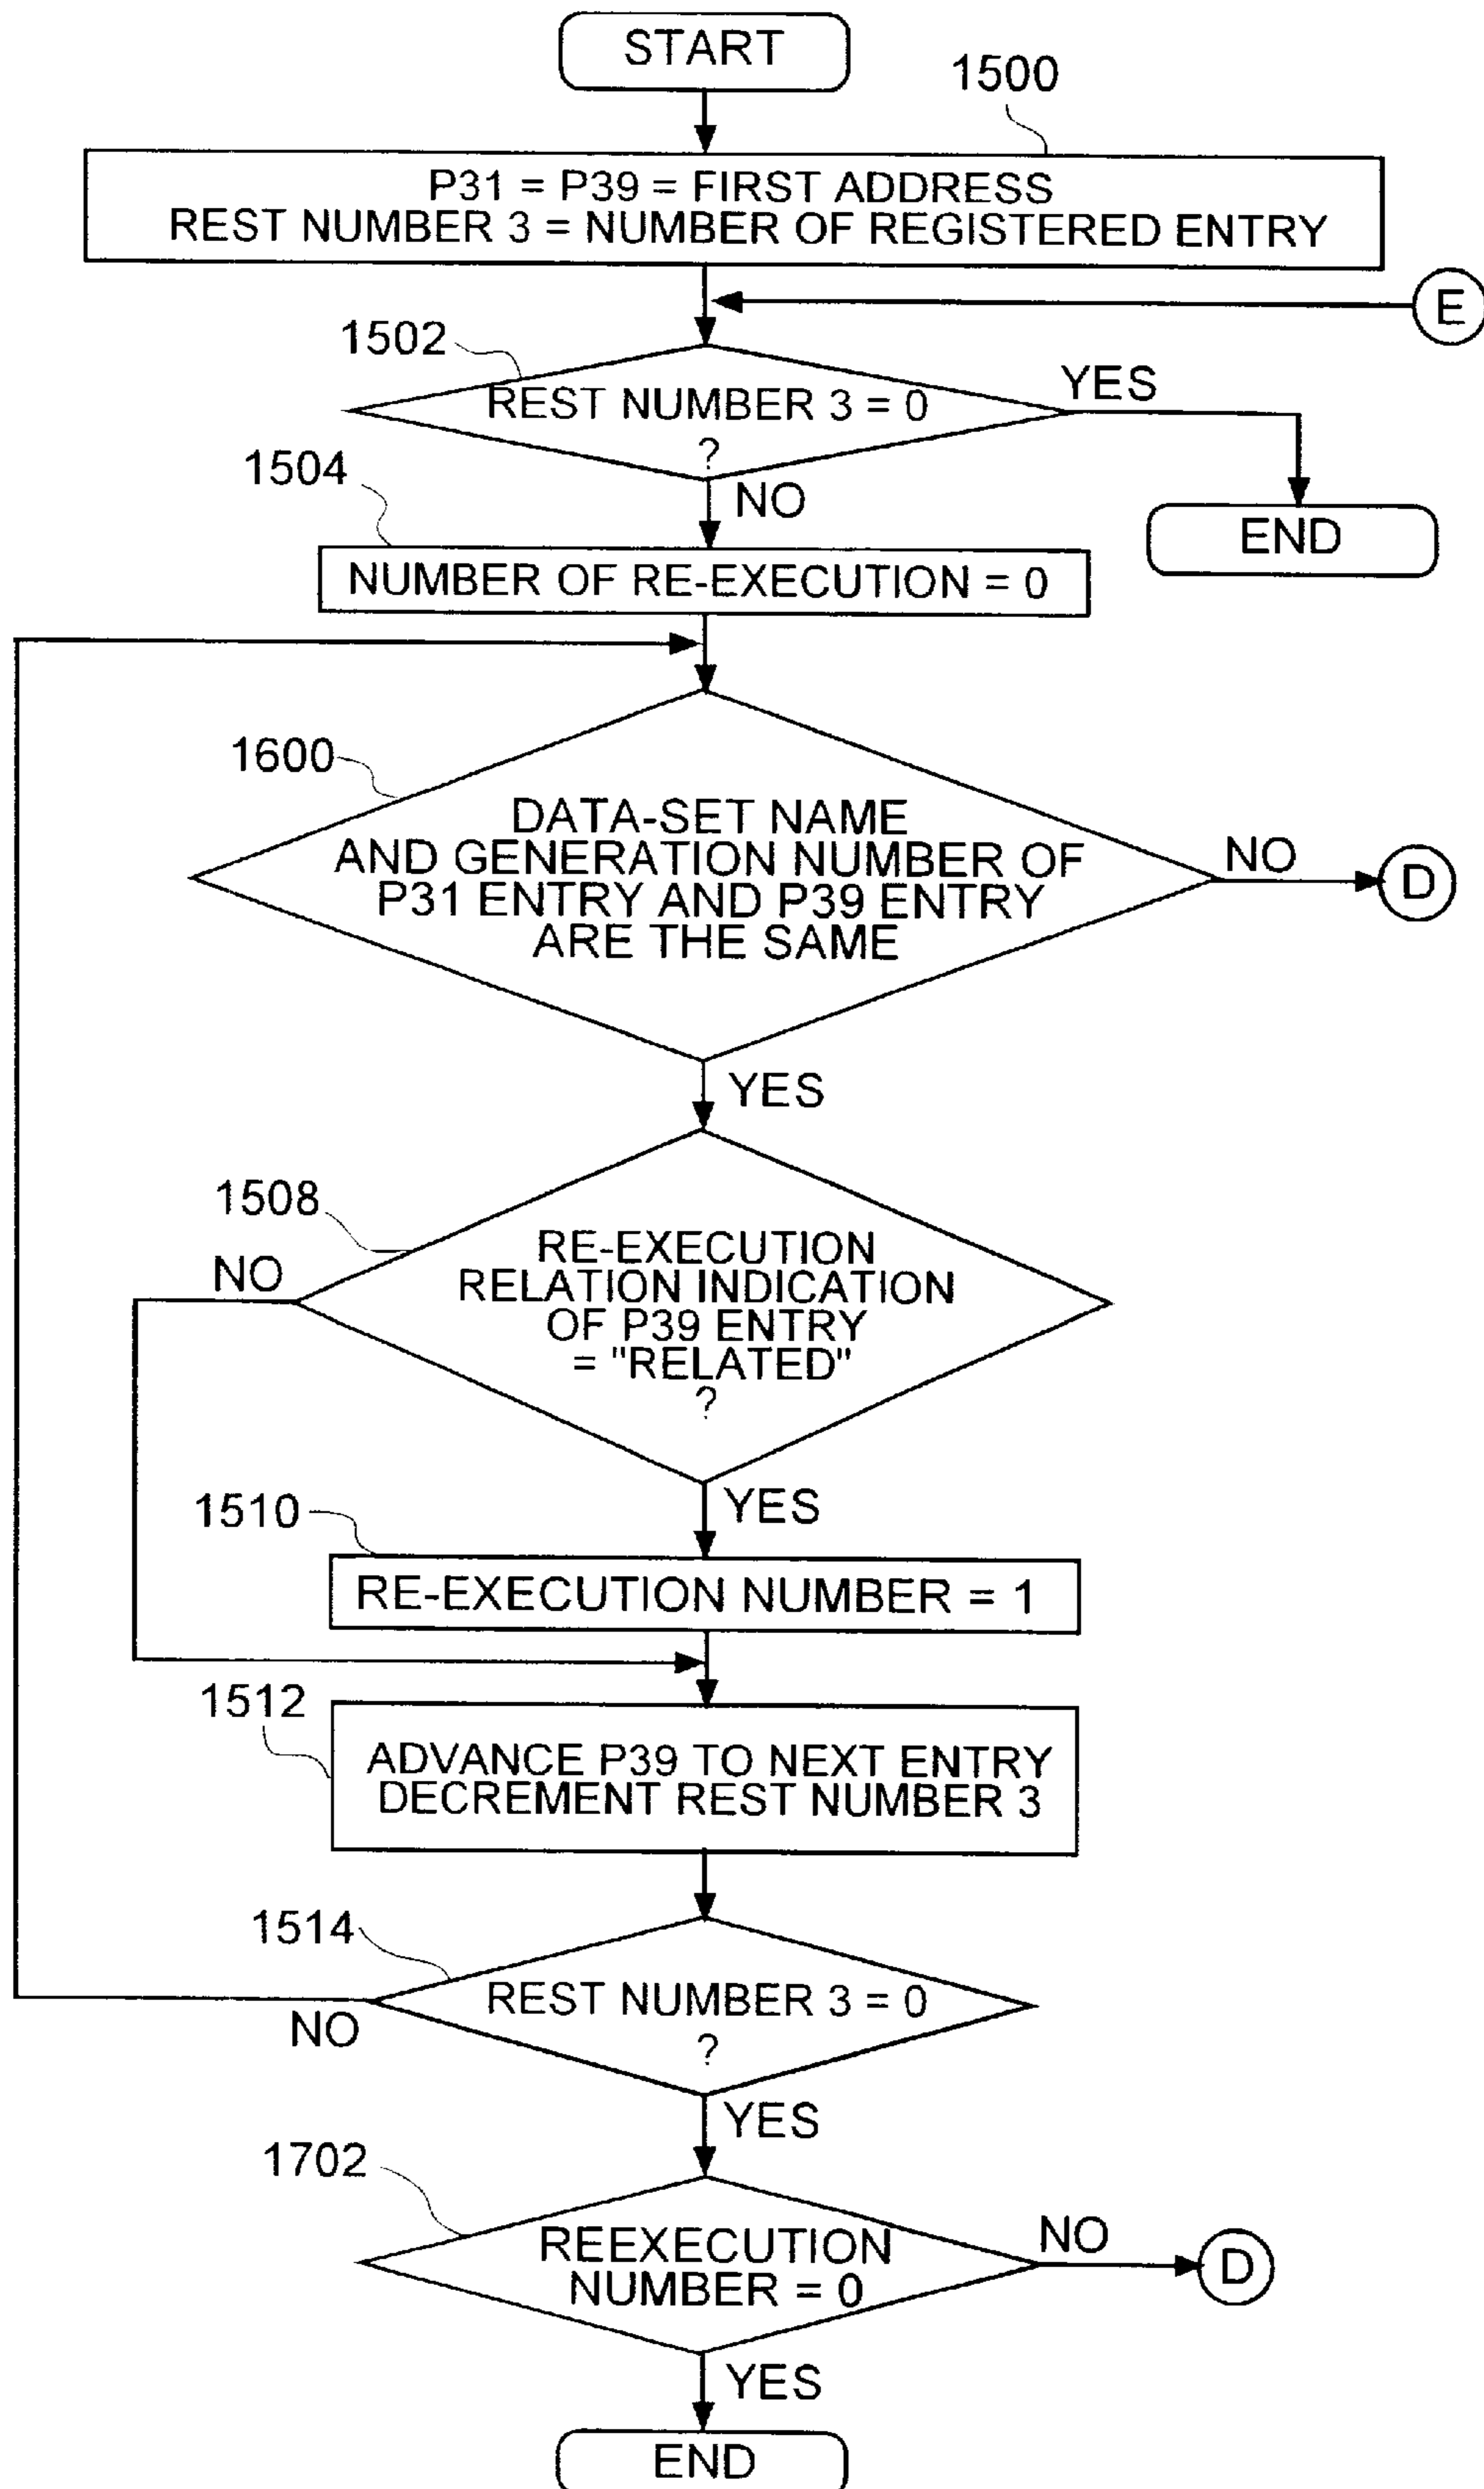 START
1500
P31 = P39 = FIRST ADDRESS
REST NUMBER 3 = NUMBER OF REGISTERED ENTRY
E
1502
REST NUMBER 3 = 0
?
YES
NO
END
1504
NUMBER OF RE-EXECUTION = 0
1600
DATA-SET NAME
AND GENERATION NUMBER OF
P31 ENTRY AND P39 ENTRY
ARE THE SAME
NO
D
YES
1508
NO
RE-EXECUTION
RELATION INDICATION
OF P39 ENTRY
= "RELATED"
?
YES
1510
RE-EXECUTION NUMBER = 1
1512
ADVANCE P39 TO NEXT ENTRY
DECREMENT REST NUMBER 3
1514
REST NUMBER 3 = 0
?
NO
YES
1702
REEXECUTION
NUMBER = 0
NO
D
YES
END